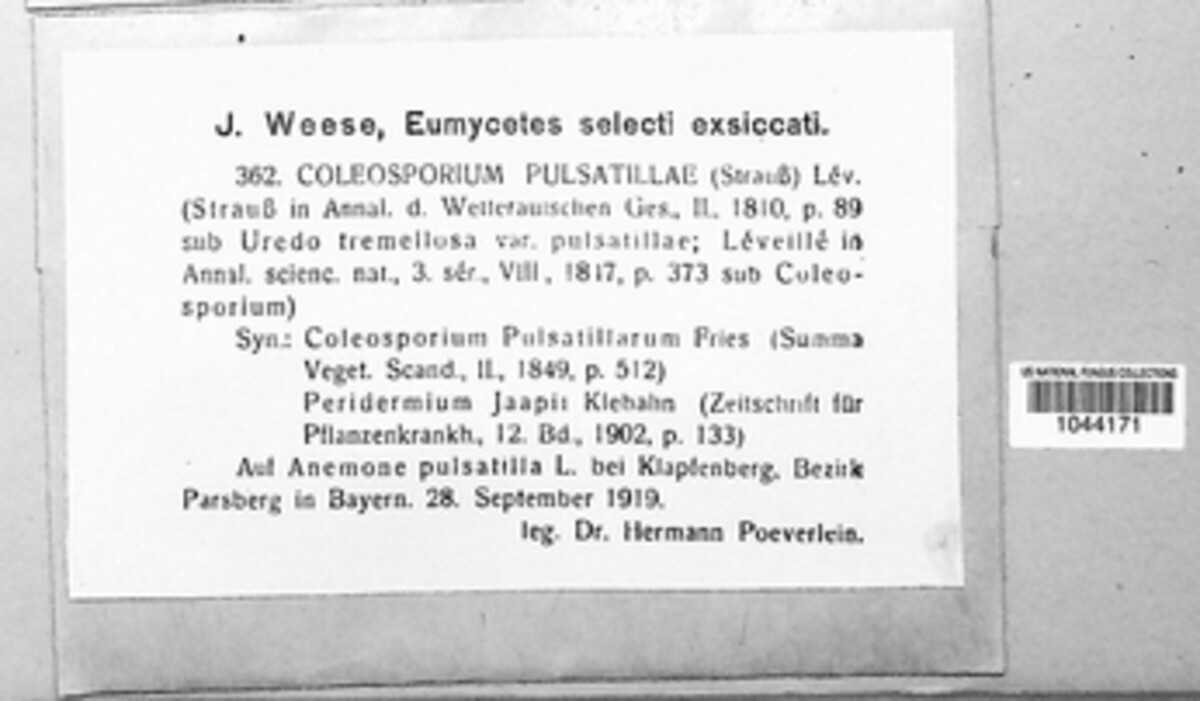 J. Weese, Eumycetes selecti exsiccati.
362. COLEOSPORIUM PULSATILLAE (Strauß) Lév.
(Strauß in Annal. d. Wetterauischen Ges., II., 1810, p. 89
sub Uredo tremellosa var. pulsatillae; Léveillé in
Annal. scienc. nat., 3. sér., VIII, 1847, p. 373 sub Coleo-
sporium)
Syn.: Coleosporium Pulsatillarum Fries (Summa
Veget. Scand., II., 1849, p. 512)
Peridermium Jaapii Klebahn (Zeitschrift für
Pflanzenkrankh., 12. Bd., 1902, p. 133)
Auf Anemone pulsatilla L. bei Klapfenberg, Bezirk
Parsberg in Bayern. 28. September 1919.
leg. Dr. Hermann Poeverlein.
US NATIONAL FUNGUS COLLECTIONS
1044171